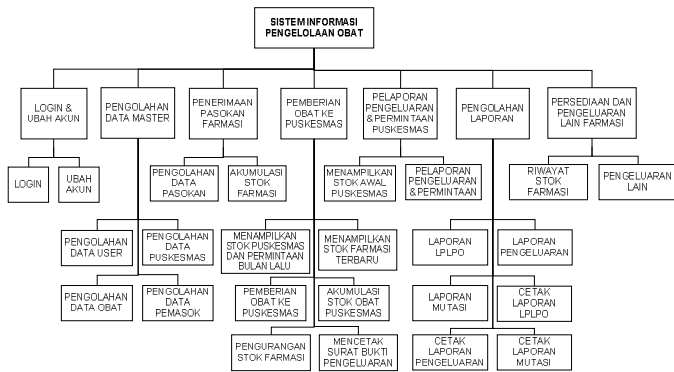 SISTEM INFORMASI
PENGELOLAAN OBAT
LOGIN &
UBAH AKUN
PENGOLAHAN
DATA MASTER
PENERIMAAN
PASOKAN
FARMASI
PEMBERIAN
OBAT KE
PUSKESMAS
PELAPORAN
PENGELUARAN
& PERMINTAAN
PUSKESMAS
PENGOLAHAN
LAPORAN
PERSEDIAAN DAN
PENGELUARAN
LAIN FARMASI
LOGIN
UBAH
AKUN
PENGOLAHAN
DATA
PASOKAN
AKUMULASI
STOK
FARMASI
MENAMPILKAN
STOK AWAL
PUSKESMAS
PELAPORAN
PENGELUARAN
& PERMINTAAN
RIWAYAT
STOK
FARMASI
PENGELUARAN
LAIN
PENGOLAHAN
DATA USER
PENGOLAHAN
DATA
PUSKESMAS
MENAMPILKAN
STOK PUSKESMAS
DAN PERMINTAAN
BULAN LALU
MENAMPILKAN
STOK FARMASI
TERBARU
LAPORAN
LPLPO
LAPORAN
PENGELUARAN
PENGOLAHAN
DATA OBAT
PENGOLAHAN
DATA
PEMASOK
PEMBERIAN
OBAT KE
PUSKESMAS
AKUMULASI
STOK OBAT
PUSKESMAS
LAPORAN
MUTASI
CETAK
LAPORAN
LPLPO
PENGURANGAN
STOK FARMASI
MENCETAK
SURAT BUKTI
PENGELUARAN
CETAK
LAPORAN
PENGELUARAN
CETAK
LAPORAN
MUTASI